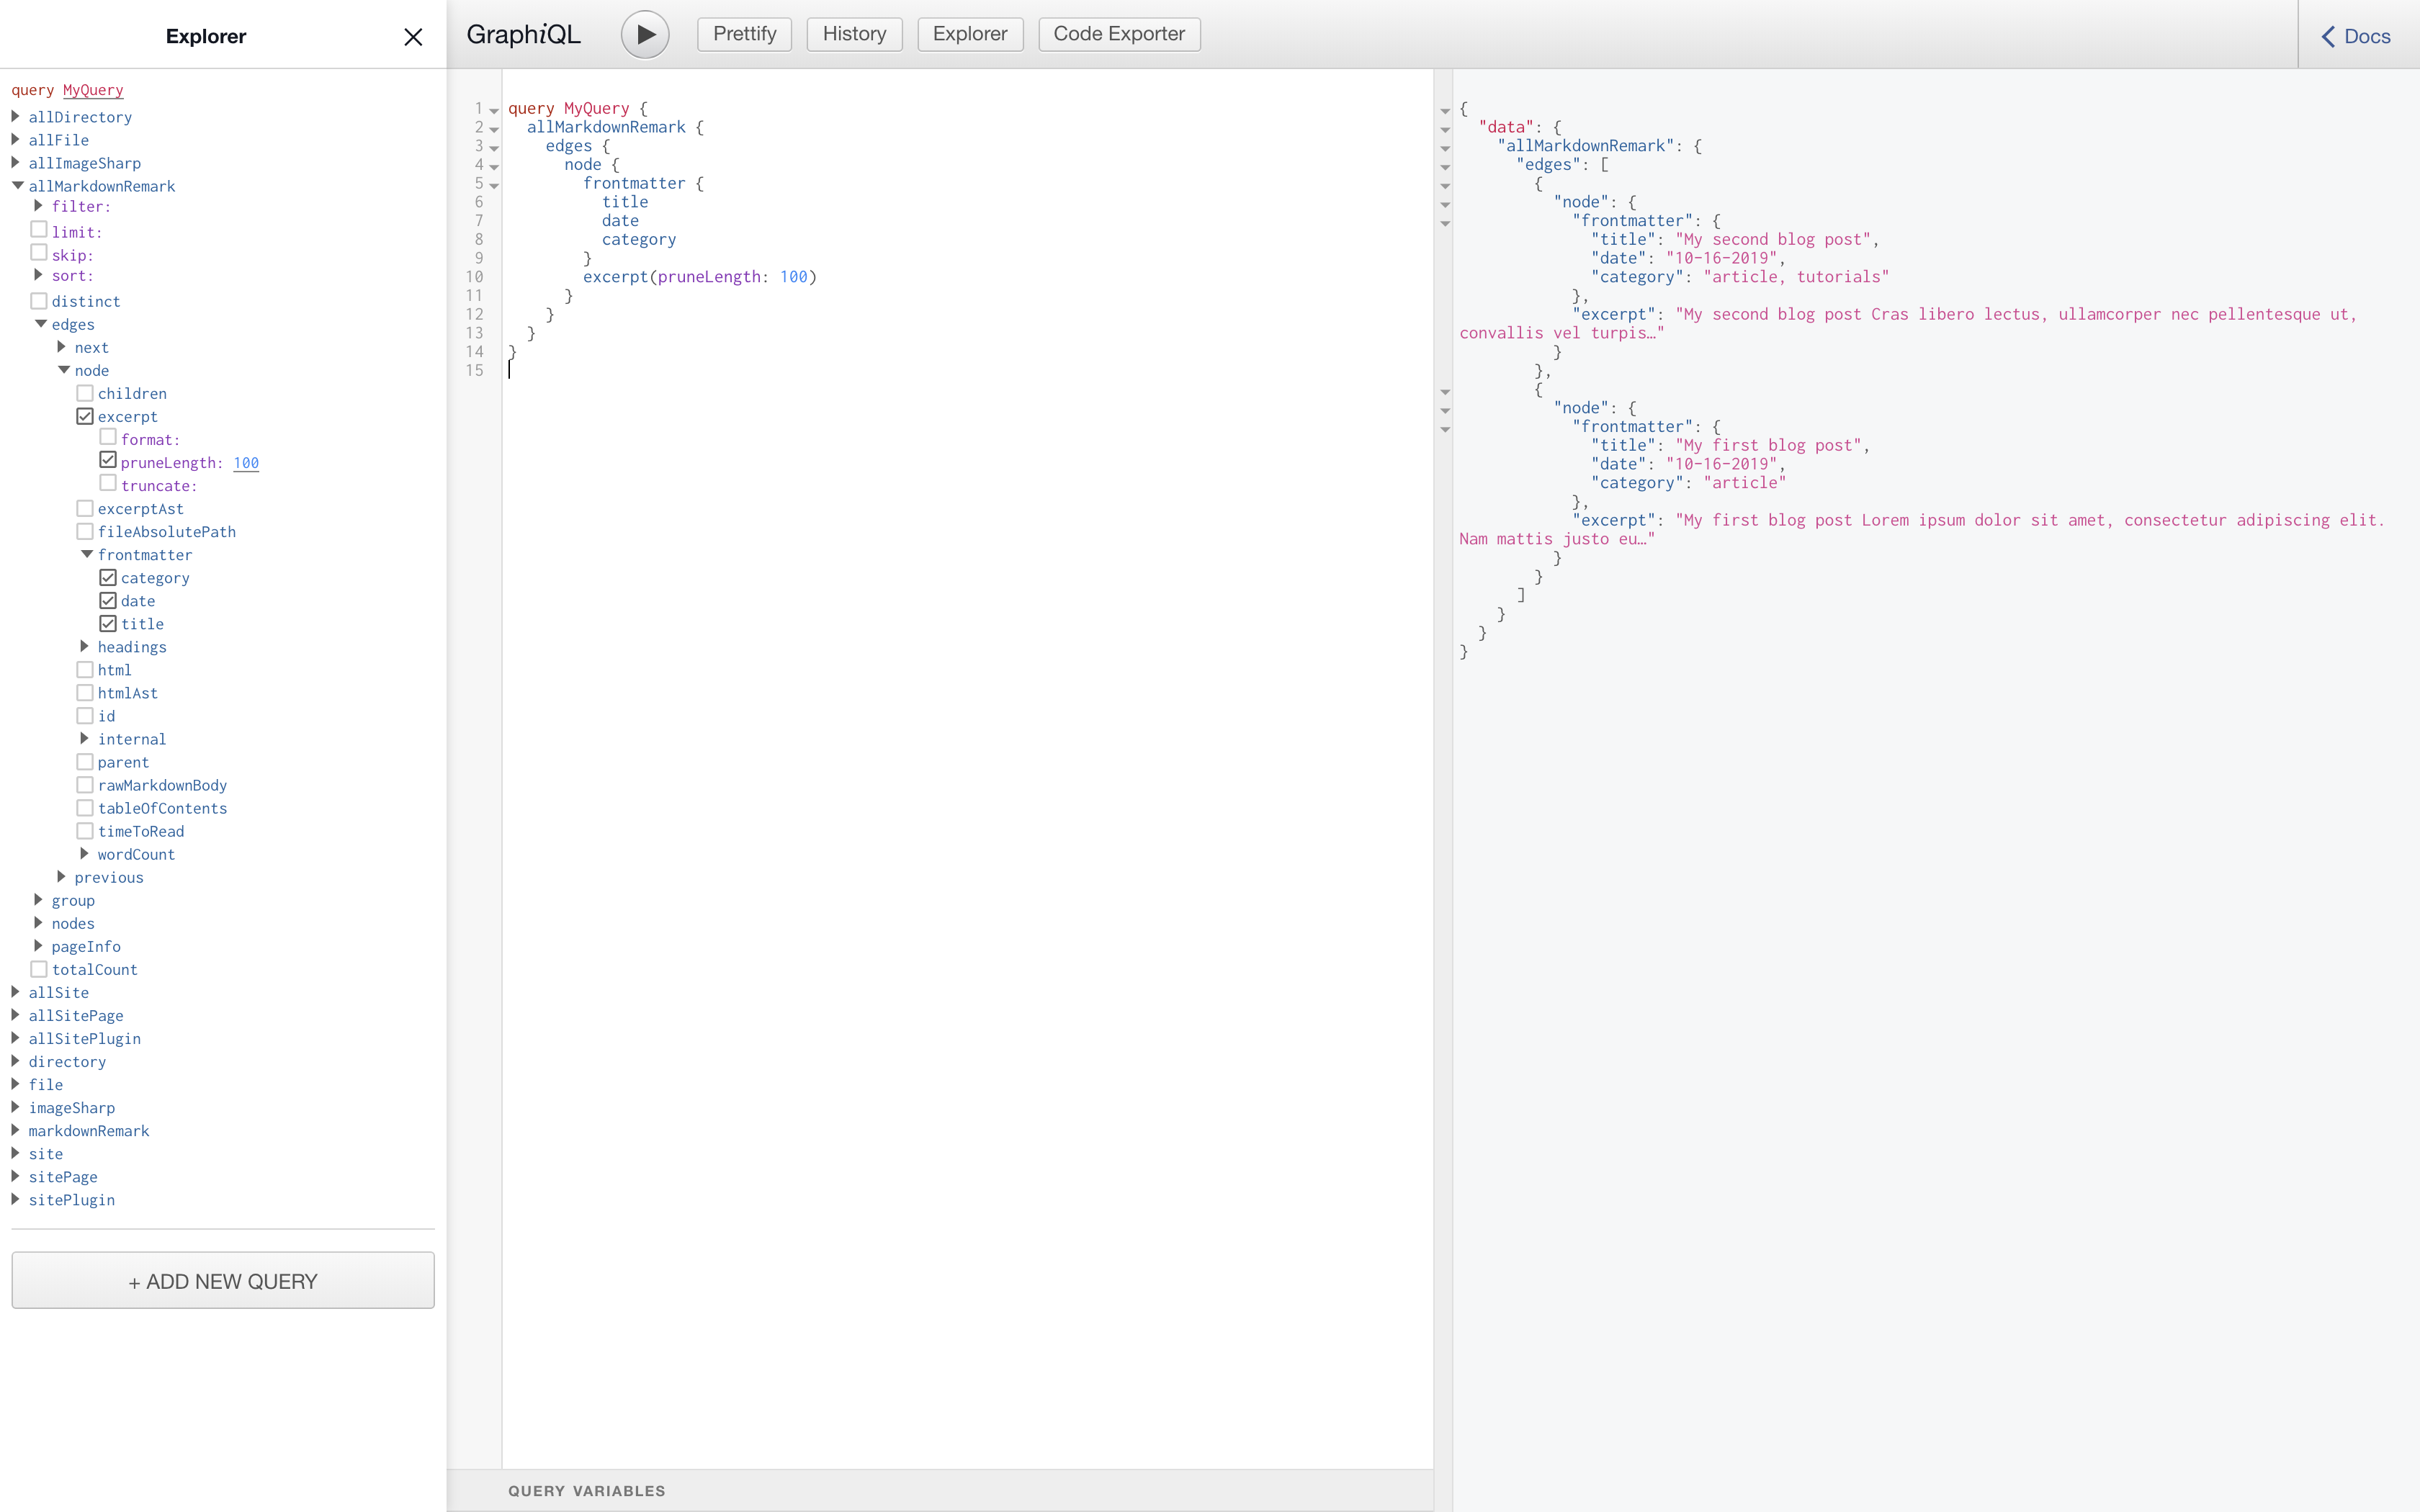 Explorer
GraphiQL
Prettify
History
Explorer
Code Exporter
Docs
query MyQuery
allDirectory
allFile
allImageSharp
allMarkdownRemark
filter:
limit:
skip:
sort:
distinct
edges
next
node
children
excerpt
format:
pruneLength: 100
truncate:
excerptAst
fileAbsolutePath
frontmatter
category
date
title
headings
html
htmlAst
id
internal
parent
rawMarkdownBody
tableOfContents
timeToRead
wordCount
previous
group
nodes
pageInfo
totalCount
allSite
allSitePage
allSitePlugin
directory
file
imageSharp
markdownRemark
site
sitePage
sitePlugin
+ ADD NEW QUERY
1 query MyQuery {
2 allMarkdownRemark {
3 edges {
4 node {
5 frontmatter {
6 title
7 date
8 category
9 }
10 excerpt(pruneLength: 100)
11 }
12 }
13 }
14 }
15
QUERY VARIABLES
{
"data": {
"allMarkdownRemark": {
"edges": [
{
"node": {
"frontmatter": {
"title": "My second blog post",
"date": "10-16-2019",
"category": "article, tutorials"
},
"excerpt": "My second blog post Cras libero lectus, ullamcorper nec pellentesque ut,
convallis vel turpis…"
}
},
{
"node": {
"frontmatter": {
"title": "My first blog post",
"date": "10-16-2019",
"category": "article"
},
"excerpt": "My first blog post Lorem ipsum dolor sit amet, consectetur adipiscing elit.
Nam mattis justo eu…"
}
}
]
}
}
}